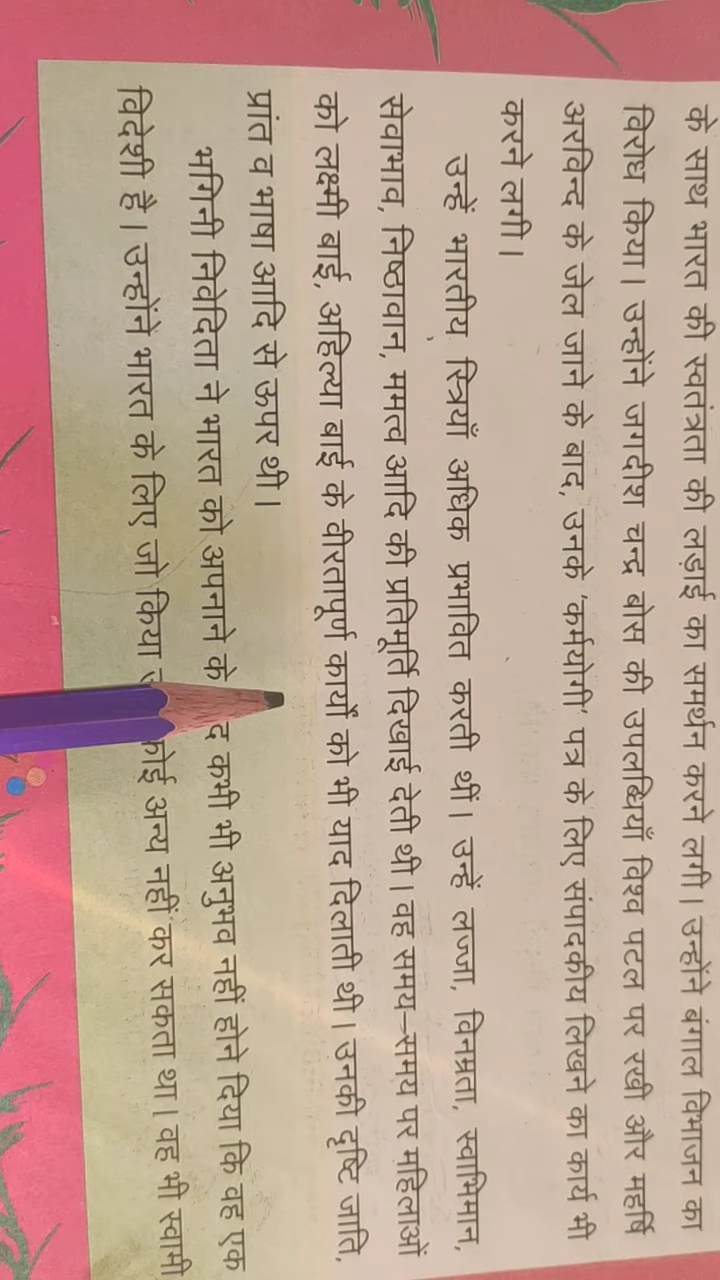 के साथ भारत की स्वतंत्रता की लड़ाई का समर्थन करने लगी। उन्होंने बंगाल विभाजन का
विरोध किया। उन्होंने जगदीश चन्द्र बोस की उपलब्धियाँ विश्व पटल पर रखी और महर्षि
अरविन्द के जेल जाने के बाद, उनके 'कर्मयोगी' पत्र के लिए संपादकीय लिखने का कार्य भी
करने लगी।
उन्हें भारतीय स्त्रियाँ अधिक प्रभावित करती थीं। उन्हें लज्जा, विनम्रता, स्वाभिमान,
सेवाभाव, निष्ठावान, ममत्व आदि की प्रतिमूर्ति दिखाई देती थी। वह समय–समय पर महिलाओं
को लक्ष्मी बाई, अहिल्या बाई के वीरतापूर्ण कार्यों को भी याद दिलाती थी। उनकी दृष्टि जाति,
प्रांत व भाषा आदि से ऊपर थी।
भगिनी निवेदिता ने भारत को अपनाने के कभी भी अनुभव नहीं होने दिया कि वह एक
विदेशी है। उन्होंने भारत के लिए जो किया कोई अन्य नहीं कर सकता था। वह भी स्वामी